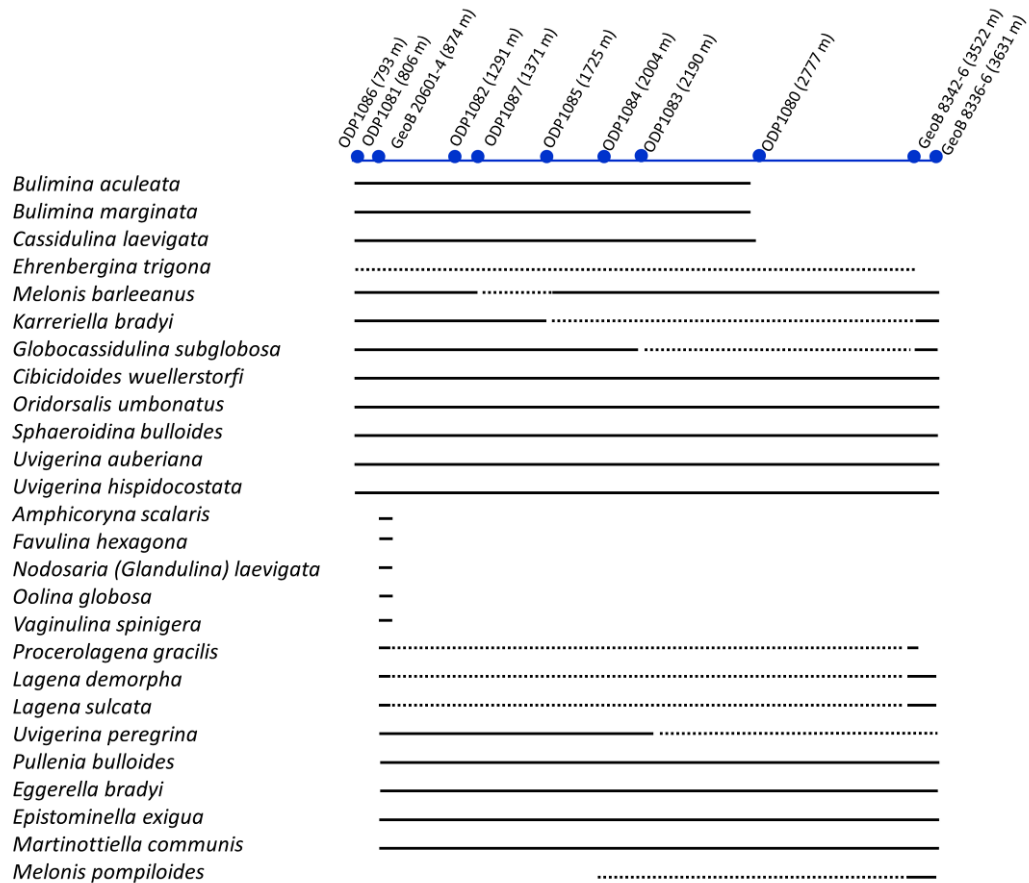 ODP1086 (793 m)
ODP1081 (806 m)
GeoB 20601-4 (874 m)
ODP1082 (1291 m)
ODP1087 (1371 m)
ODP1085 (1725 m)
ODP1084 (2004 m)
ODP1083 (2190 m)
ODP1080 (2777 m)
GeoB 8342-6 (3522 m)
GeoB 8336-6 (3631 m)
Bulimina aculeata
Bulimina marginata
Cassidulina laevigata
Ehrenbergina trigona
Melonis barleeanus
Karreriella bradyi
Globocassidulina subglobosa
Cibicidoides wuellerstorfi
Oridorsalis umbonatus
Sphaeroidina bulloides
Uvigerina auberiana
Uvigerina hispidocostata
Amphicoryna scalaris
Favulina hexagona
Nodosaria (Glandulina) laevigata
Oolina globosa
Vaginulina spinigera
Procerolagena gracilis
Lagena demorpha
Lagena sulcata
Uvigerina peregrina
Pullenia bulloides
Eggerella bradyi
Epistominella exigua
Martinottiella communis
Melonis pompiloides